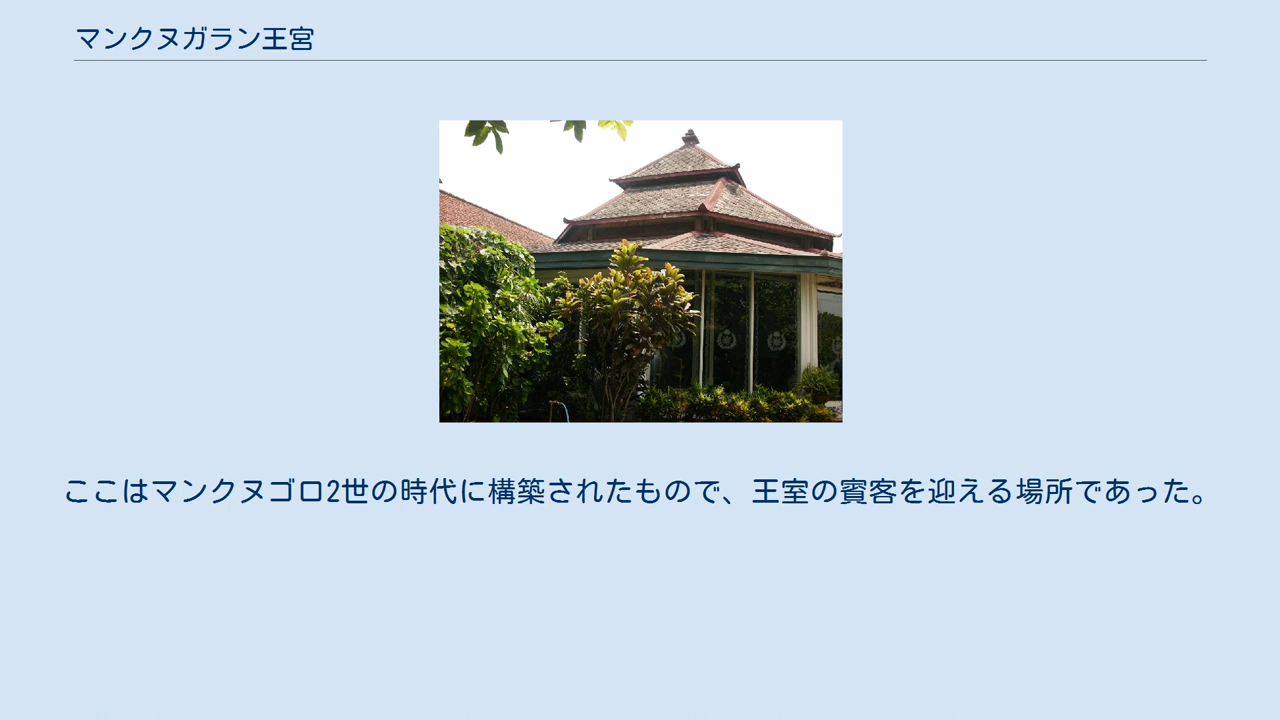 マンクヌガラン王宮
ここはマンクヌゴロ2世の時代に構築されたもので、王室の賓客を迎える場所であった。